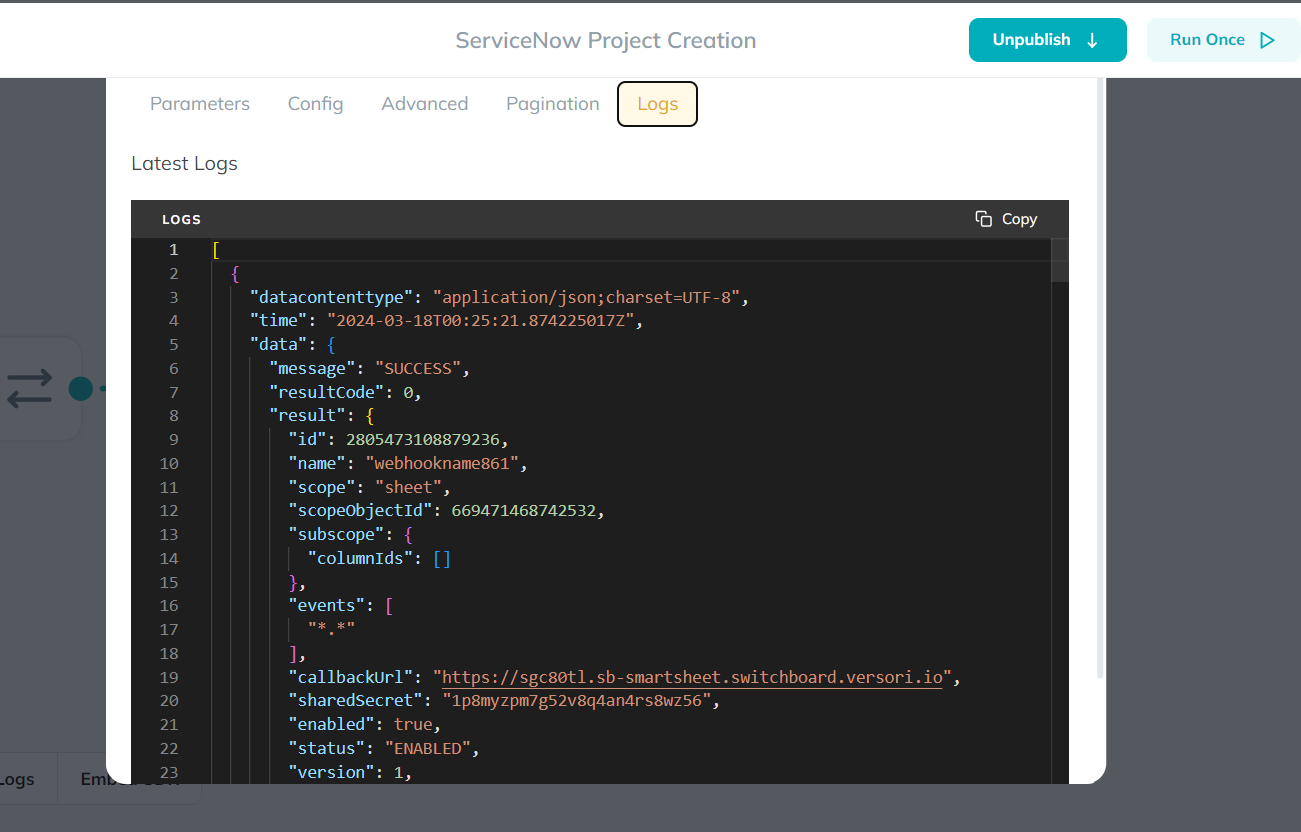 ServiceNow Project Creation
Unpublish ↓
Run Once
Parameters Config Advanced Pagination Logs
Latest Logs
LOGS
Copy
1 [
2 {
3 "datacontenttype": "application/json;charset=UTF-8",
4 "time": "2024-03-18T00:25:21.874225017Z",
5 "data": {
6 "message": "SUCCESS",
7 "resultCode": 0,
8 "result": {
9 "id": 2805473108879236,
10 "name": "webhookname861",
11 "scope": "sheet",
12 "scopeObjectId": 669471468742532,
13 "subscope": {
14 "columnIds": []
15 },
16 "events": [
17 "*.*"
18 ],
19 "callbackUrl": "https://sgc80tl.sb-smartsheet.switchboard.versori.io",
20 "sharedSecret": "1p8myzpm7g52v8q4an4rs8wz56",
21 "enabled": true,
22 "status": "ENABLED",
23 "version": 1,
Logs